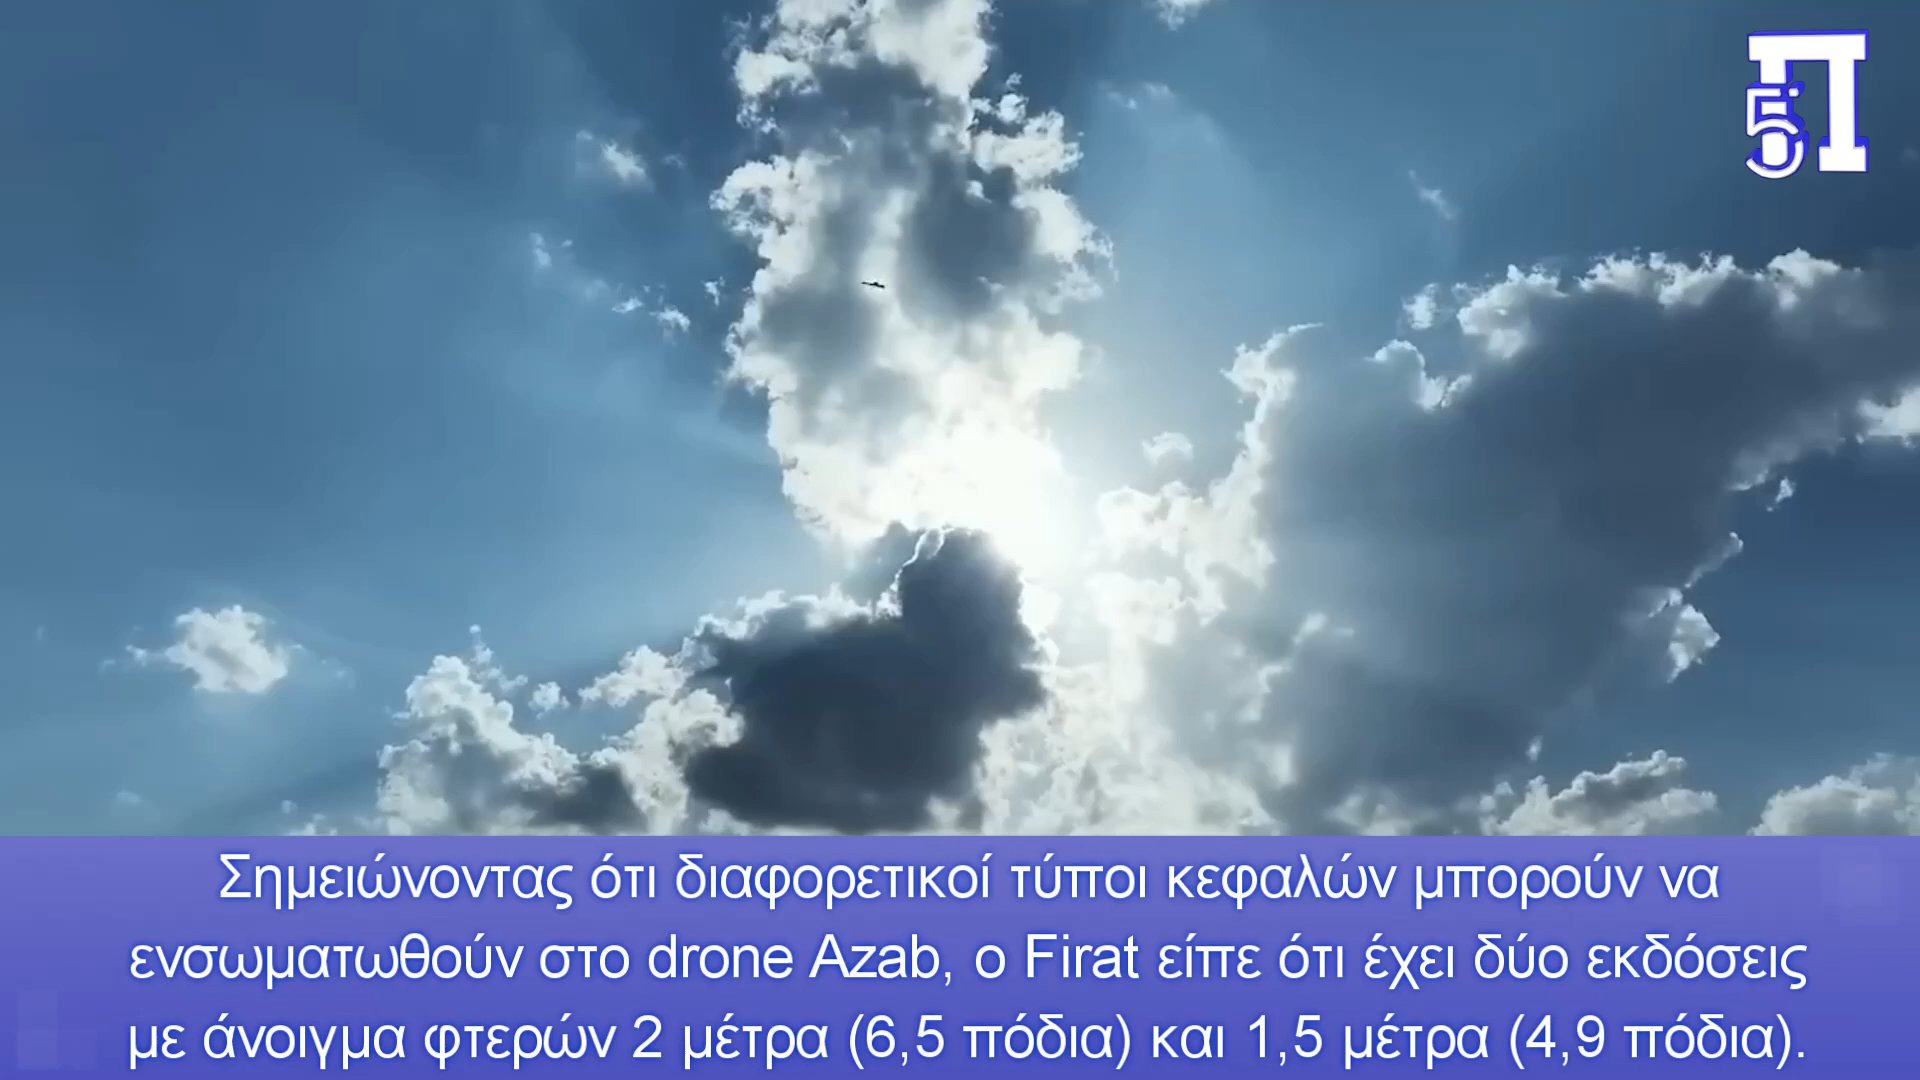 5Π
Σημειώνοντας ότι διαφορετικοί τύποι κεφαλών μπορούν να
ενσωματωθούν στο drone Azab, ο Firat είπε ότι έχει δύο εκδόσεις
με άνοιγμα φτερών 2 μέτρα (6,5 πόδια) και 1,5 μέτρα (4,9 πόδια).